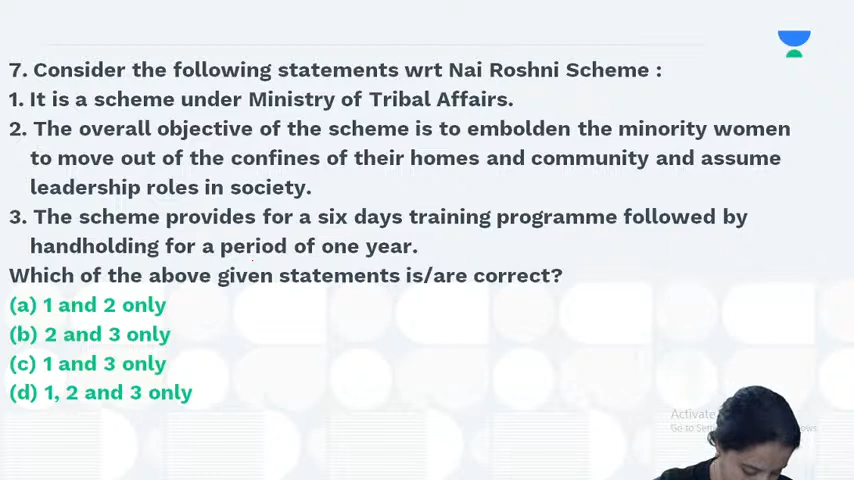 7. Consider the following statements wrt Nai Roshni Scheme :
1. It is a scheme under Ministry of Tribal Affairs.
2. The overall objective of the scheme is to embolden the minority women
to move out of the confines of their homes and community and assume
leadership roles in society.
3. The scheme provides for a six days training programme followed by
handholding for a period of one year.
Which of the above given statements is/are correct?
(a) 1 and 2 only
(b) 2 and 3 only
(c) 1 and 3 only
(d) 1, 2 and 3 only
Activate
Go to